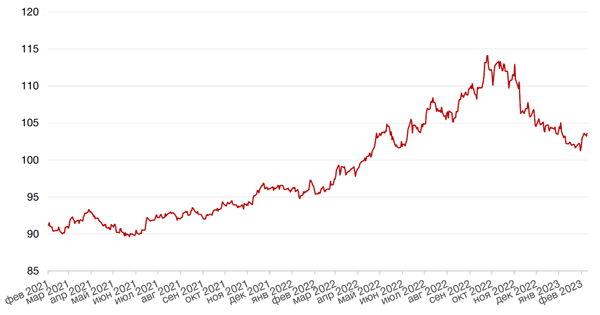 120
115
110
105
100
95
90
85
фев 2021
мар 2021
апр 2021
май 2021
июн 2021
июл 2021
авг 2021
сен 2021
окт 2021
ноя 2021
дек 2021
янв 2022
фев 2022
мар 2022
апр 2022
май 2022
июн 2022
июл 2022
авг 2022
сен 2022
окт 2022
ноя 2022
дек 2022
янв 2023
фев 2023